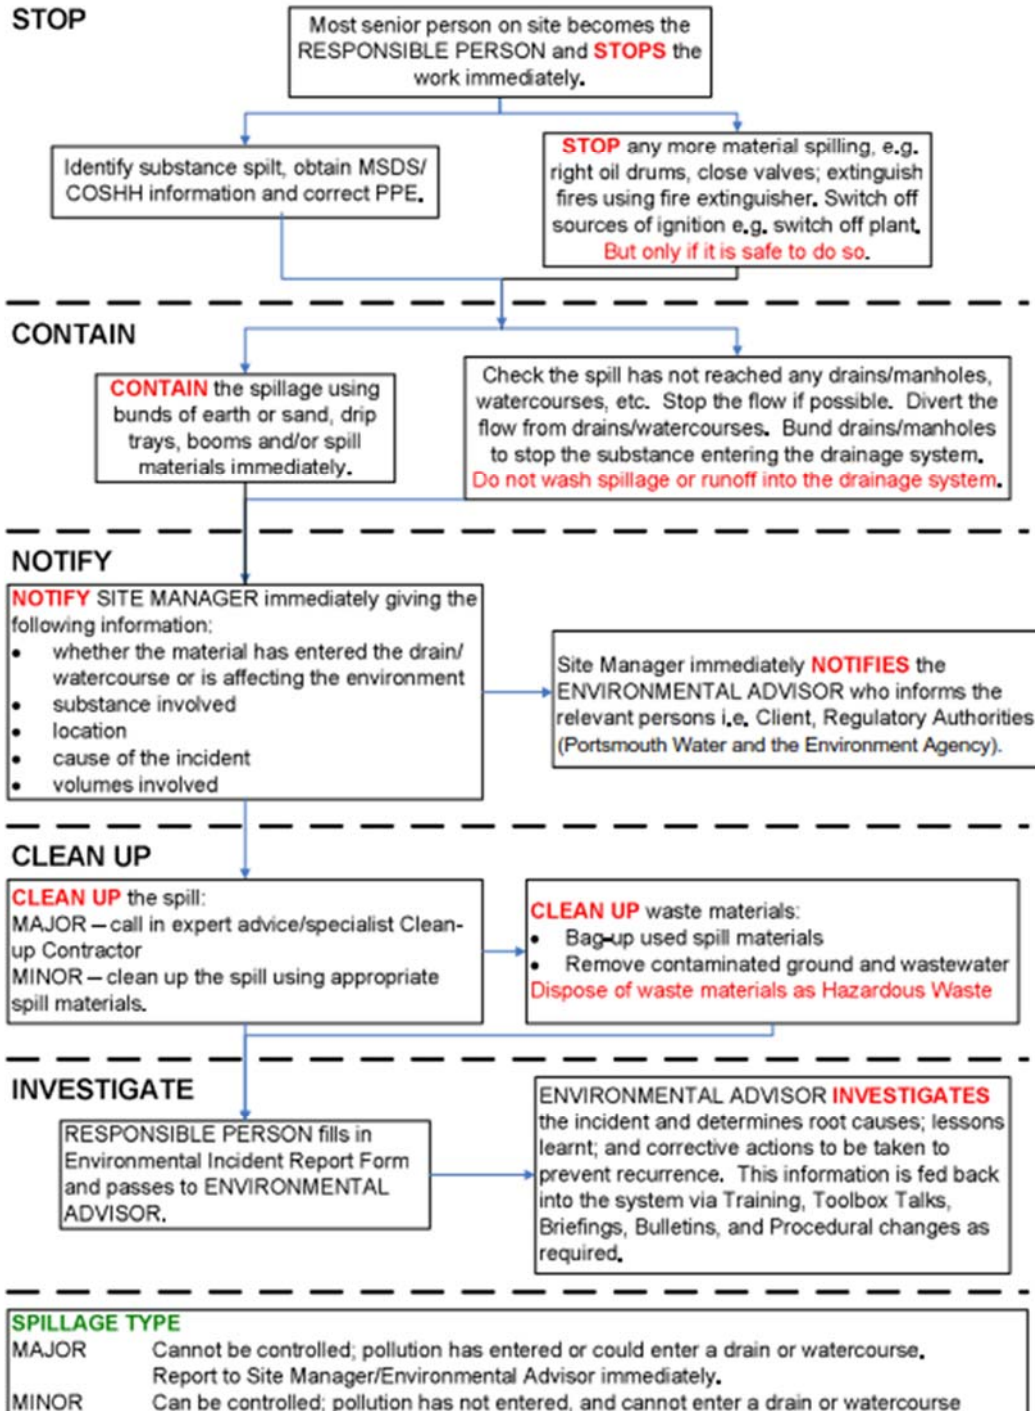 STOP
Most senior person on site becomes the
RESPONSIBLE PERSON and STOPS the
work immediately.
Identify substance spilt, obtain MSDS/
COSHH information and correct PPE.
STOP any more material spilling, e.g.
right oil drums, close valves; extinguish
fires using fire extinguisher. Switch off
sources of ignition e.g. switch off plant.
But only if it is safe to do so.
CONTAIN
CONTAIN the spillage using
bunds of earth or sand, drip
trays, booms and/or spill
materials immediately.
Check the spill has not reached any drains/manholes,
watercourses, etc. Stop the flow if possible. Divert the
flow from drains/watercourses. Bund drains/manholes
to stop the substance entering the drainage system.
Do not wash spillage or runoff into the drainage system.
NOTIFY
NOTIFY SITE MANAGER immediately giving the
following information:
• whether the material has entered the drain/
watercourse or is affecting the environment
• substance involved
• location
• cause of the incident
• volumes involved
Site Manager immediately NOTIFIES the
ENVIRONMENTAL ADVISOR who informs the
relevant persons i.e. Client, Regulatory Authorities
(Portsmouth Water and the Environment Agency).
CLEAN UP
CLEAN UP the spill:
MAJOR – call in expert advice/specialist Clean-
up Contractor
MINOR – clean up the spill using appropriate
spill materials.
CLEAN UP waste materials:
• Bag-up used spill materials
• Remove contaminated ground and wastewater
Dispose of waste materials as Hazardous Waste
INVESTIGATE
RESPONSIBLE PERSON fills in
Environmental Incident Report Form
and passes to ENVIRONMENTAL
ADVISOR.
ENVIRONMENTAL ADVISOR INVESTIGATES
the incident and determines root causes; lessons
learnt; and corrective actions to be taken to
prevent recurrence. This information is fed back
into the system via Training, Toolbox Talks,
Briefings, Bulletins, and Procedural changes as
required.
SPILLAGE TYPE
MAJOR Cannot be controlled; pollution has entered or could enter a drain or watercourse.
Report to Site Manager/Environmental Advisor immediately.
MINOR Can be controlled; pollution has not entered, and cannot enter a drain or watercourse